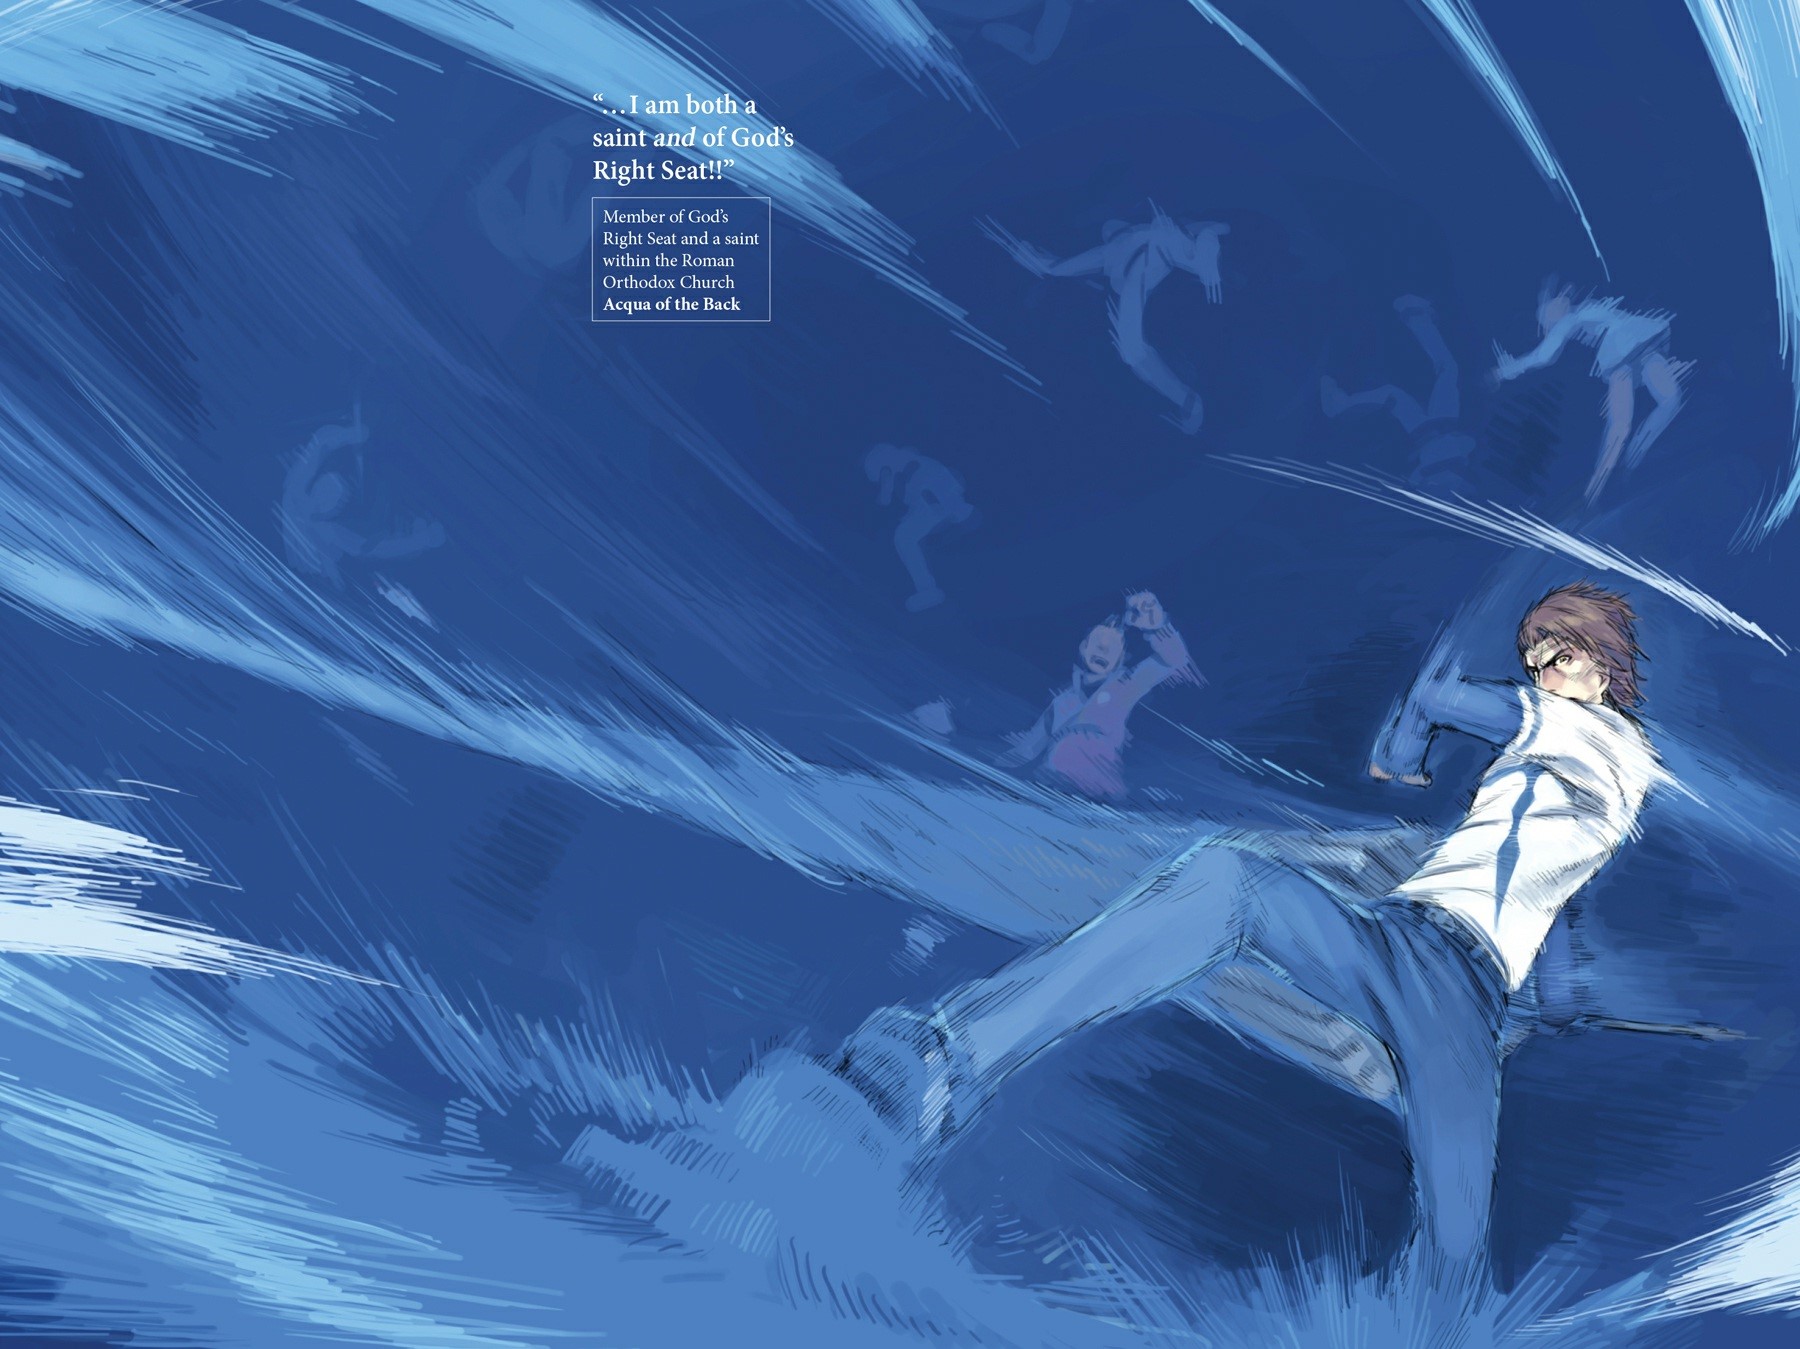 “…I am both a
saint and of God’s
Right Seat!!”
Member of God’s
Right Seat and a saint
within the Roman
Orthodox Church
Acqua of the Back